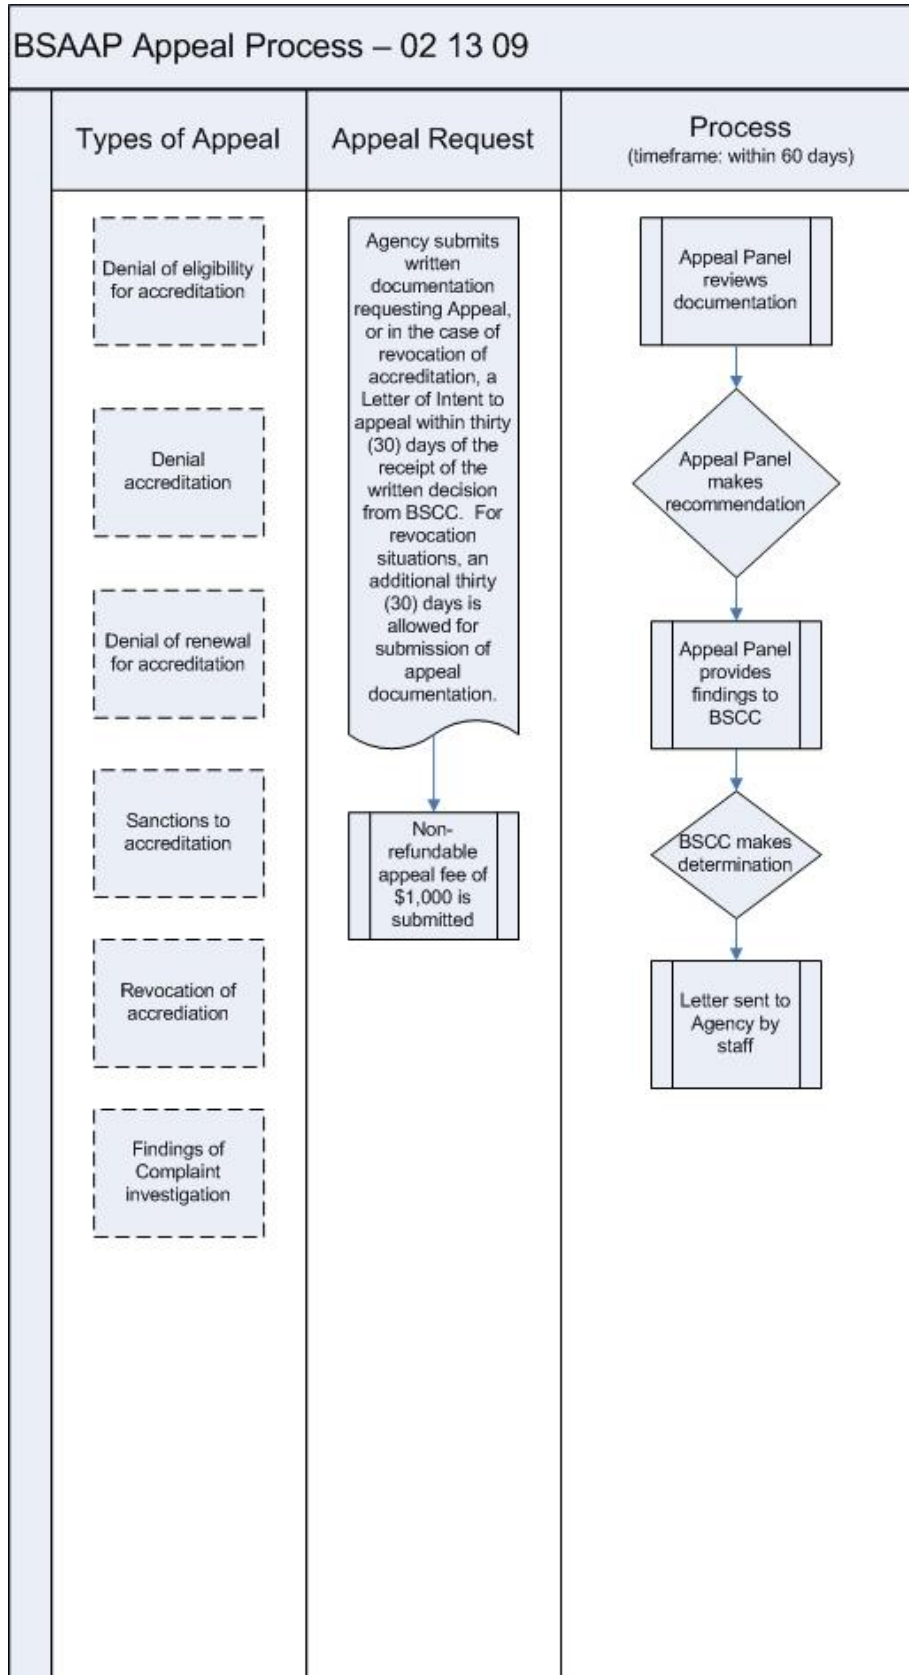 BSAAP Appeal Process – 02 13 09
Types of Appeal
Appeal Request
Process
(timeframe: within 60 days)
Denial of eligibility
for accreditation
Denial
accreditation
Denial of renewal
for accreditation
Sanctions to
accreditation
Revocation of
accrediation
Findings of
Complaint
investigation
Agency submits
written
documentation
requesting Appeal,
or in the case of
revocation of
accreditation, a
Letter of Intent to
appeal within thirty
(30) days of the
receipt of the
written decision
from BSCC.  For
revocation
situations, an
additional thirty
(30) days is
allowed for
submission of
appeal
documentation.
Non-
refundable
appeal fee of
$1,000 is
submitted
Appeal Panel
reviews
documentation
Appeal Panel
makes
recommendation
Appeal Panel
provides
findings to
BSCC
BSCC makes
determination
Letter sent to
Agency by
staff